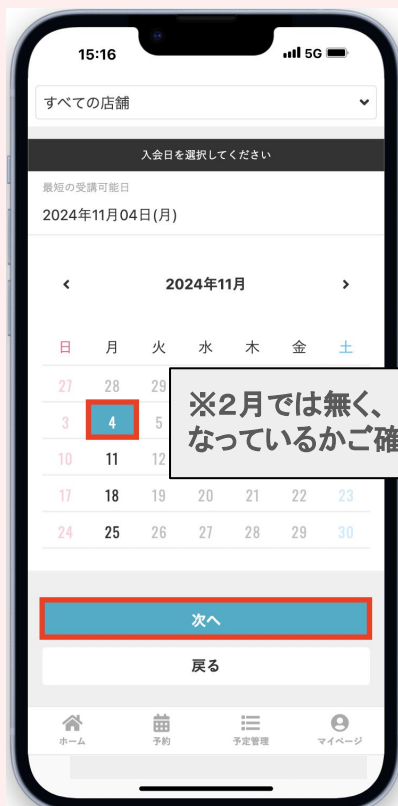 15:16
5G
すべての店舗
入会日を選択してください
最短の受講可能日
2024年11月04日(月)
2024年11月
日 月 火 水 木 金 土
27 28 29
3 4 5
※2月では無く、
なっているかご確
10 11 12
17 18 19 20 21 22 23
24 25 26 27 28 29 30
次へ
戻る
ホーム 予約 予定管理 マイページ